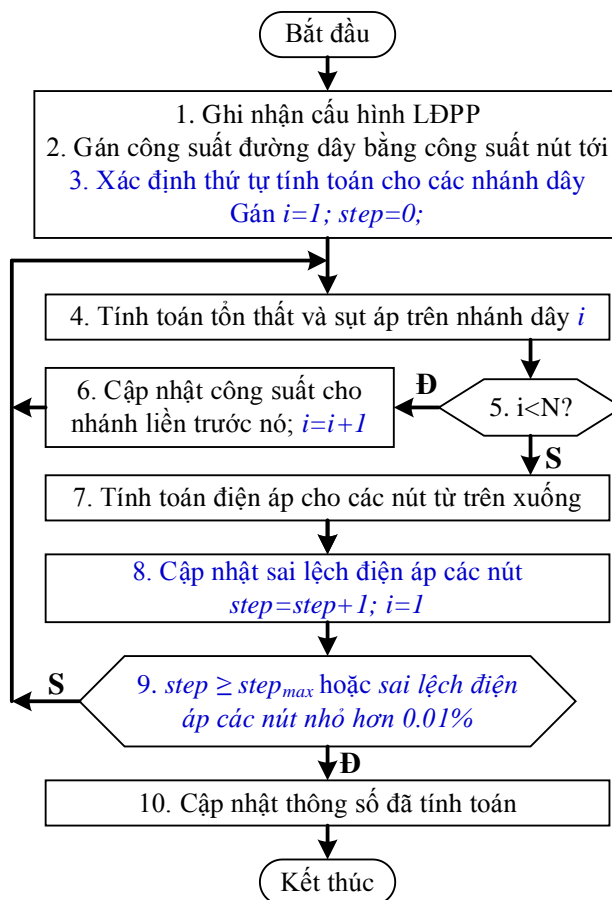 Bắt đầu
1. Ghi nhận cấu hình LĐPP
2. Gán công suất đường dây bằng công suất nút tới
3. Xác định thứ tự tính toán cho các nhánh dây
Gán i=1; step=0;
4. Tính toán tổn thất và sụt áp trên nhánh dây i
6. Cập nhật công suất cho
nhánh liền trước nó; i=i+1
Đ
5. i<N?
S
7. Tính toán điện áp cho các nút từ trên xuống
8. Cập nhật sai lệch điện áp các nút
step=step+1; i=1
S
9. step ≥ stepmax hoặc sai lệch điện
áp các nút nhỏ hơn 0.01%
Đ
10. Cập nhật thông số đã tính toán
Kết thúc